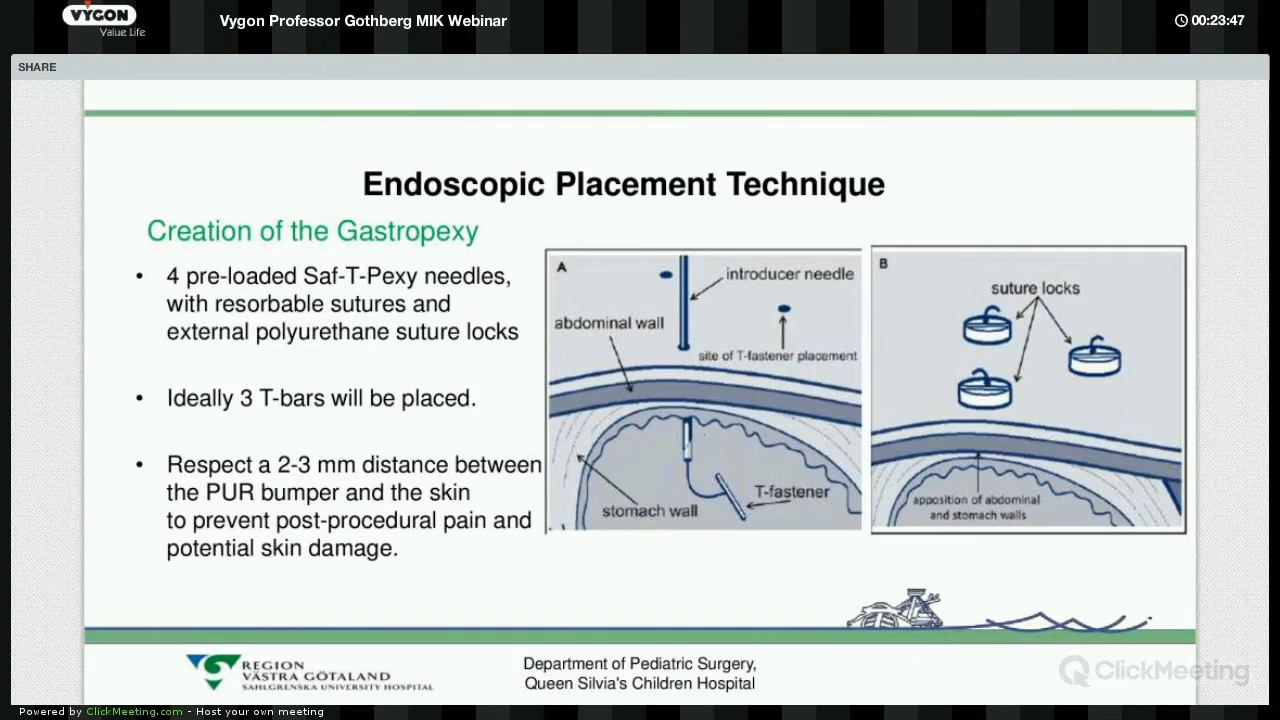 VYGON
Value Life
Vygon Professor Gothberg MIK Webinar
00:23:47
SHARE
Endoscopic Placement Technique
Creation of the Gastropexy
• 4 pre-loaded Saf-T-Pexy needles,
with resorbable sutures and
external polyurethane suture locks
• Ideally 3 T-bars will be placed.
• Respect a 2-3 mm distance between
the PUR bumper and the skin
to prevent post-procedural pain and
potential skin damage.
A
introducer needle
abdominal wall
site of T-fastener placement
T-fastener
stomach wall
B
suture locks
apposition of abdominal
and stomach walls
REGION
VÄSTRA GÖTALAND
SAHLGRENSKA UNIVERSITY HOSPITAL
Department of Pediatric Surgery,
Queen Silvia's Children Hospital
ClickMeeting
Powered by ClickMeeting.com - Host your own meeting